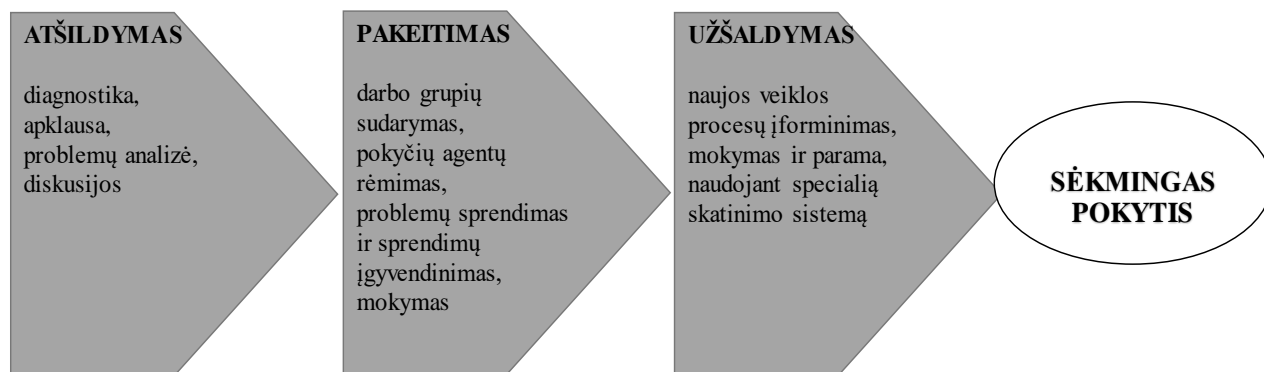 ATŠILDYMAS
diagnostika,
apklausa,
problemų analizė,
diskusijos
PAKEITIMAS
darbo grupių
sudarymas,
pokyčių agentų
rėmimas,
problemų sprendimas
ir sprendimų
įgyvendinimas,
mokymas
UŽŠALDYMAS
naujos veiklos
procesų įforminimas,
mokymas ir parama,
naudojant specialią
skatinimo sistemą
SĖKMINGAS
POKYTIS